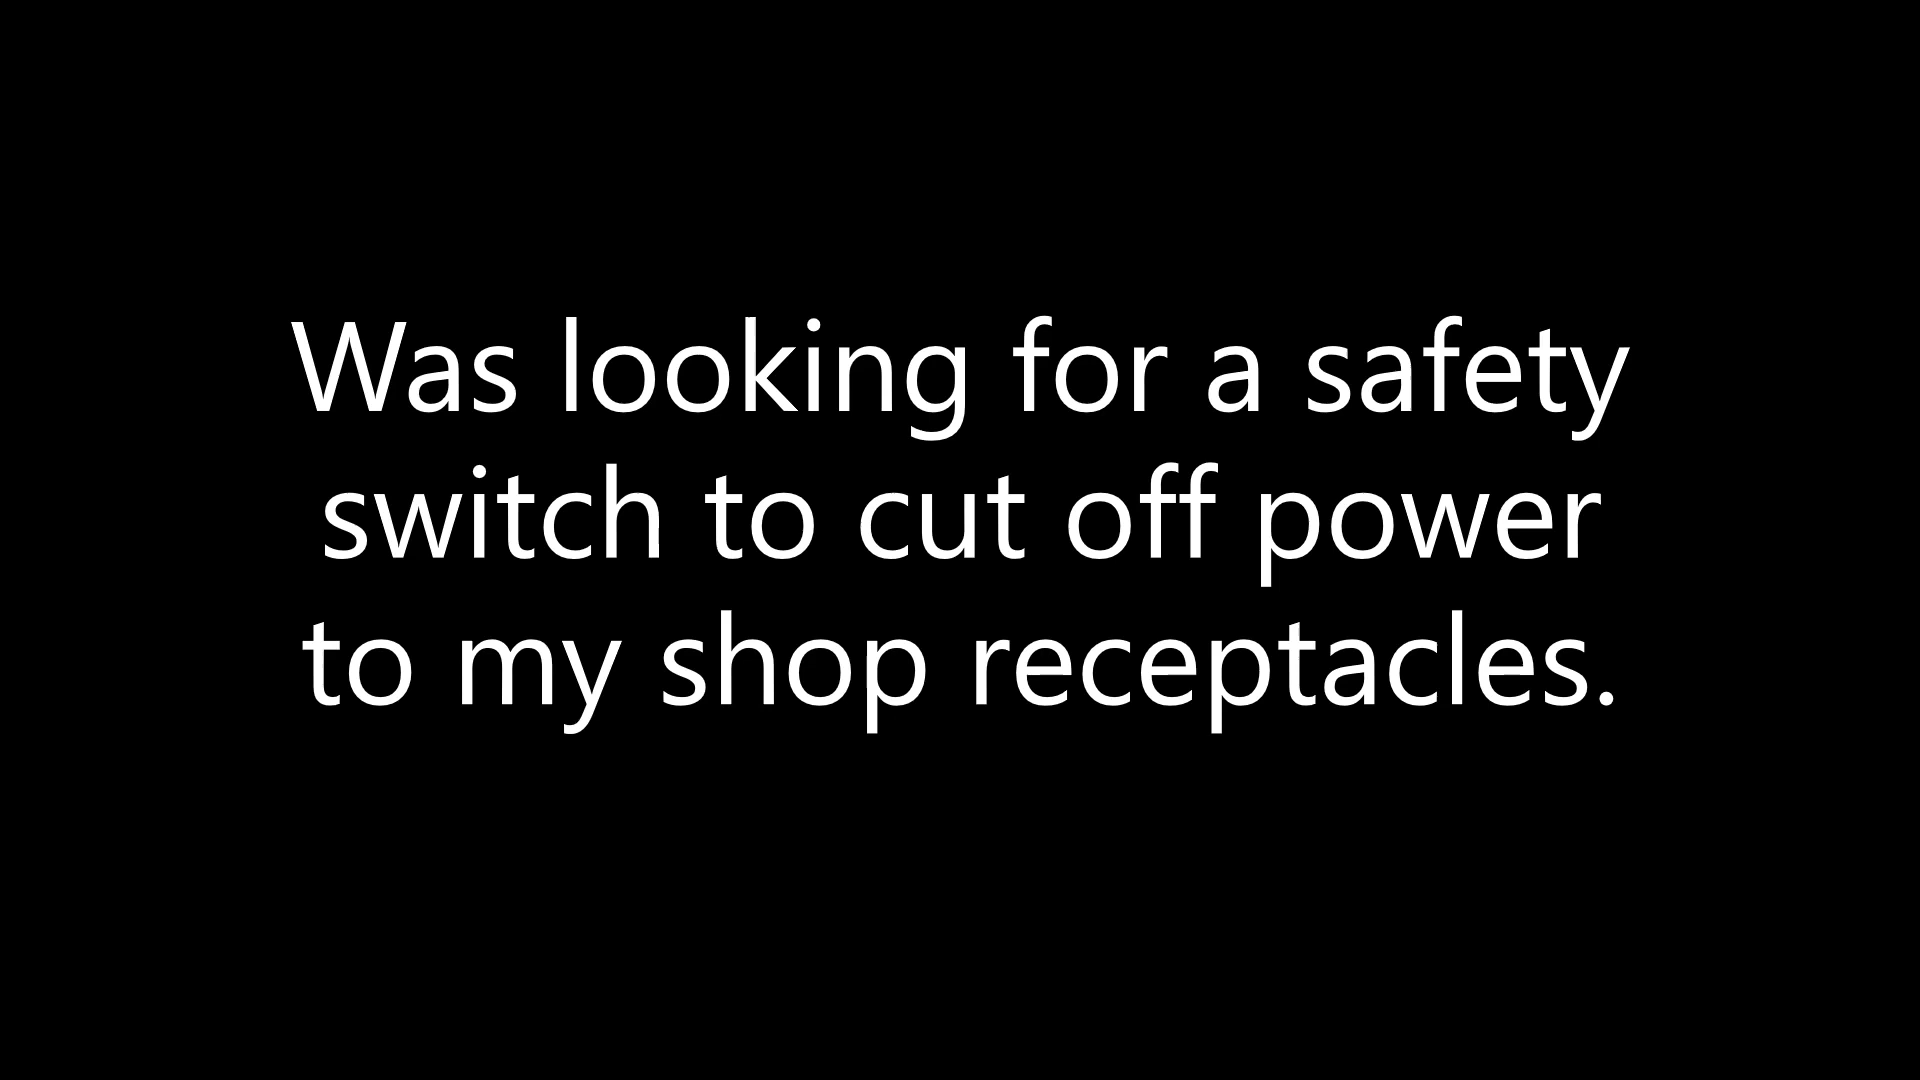 Was looking for a safety
switch to cut off power
to my shop receptacles.